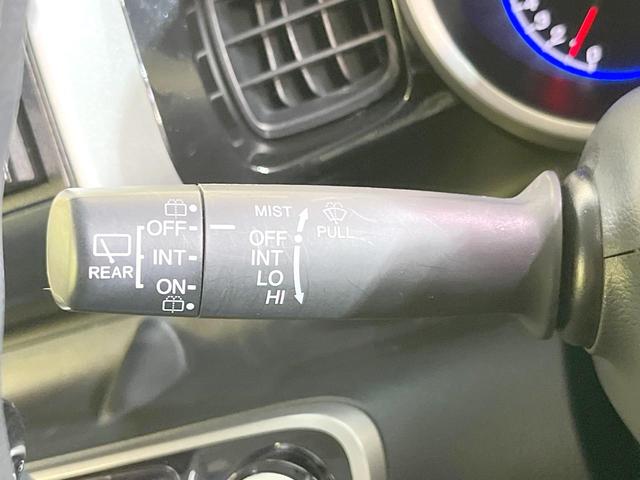 REAR
OFF
INT
ON
MIST
OFF
INT
LO
HI
PULL